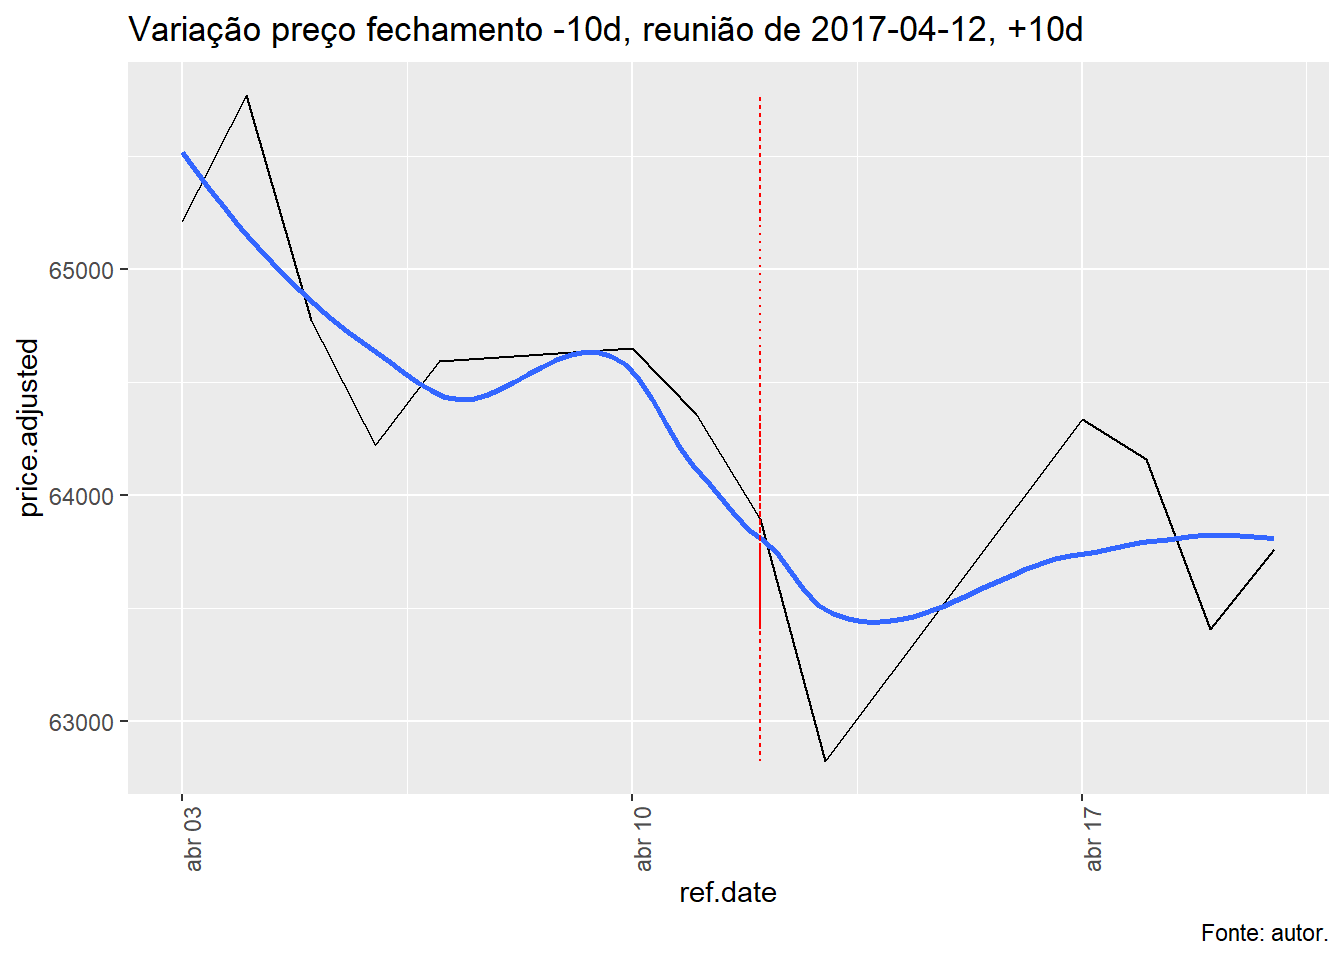 Variação preço fechamento -10d, reunião de 2017-04-12, +10d
price.adjusted
65000
64000
63000
abr 03
abr 10
abr 17
ref.date
Fonte: autor.